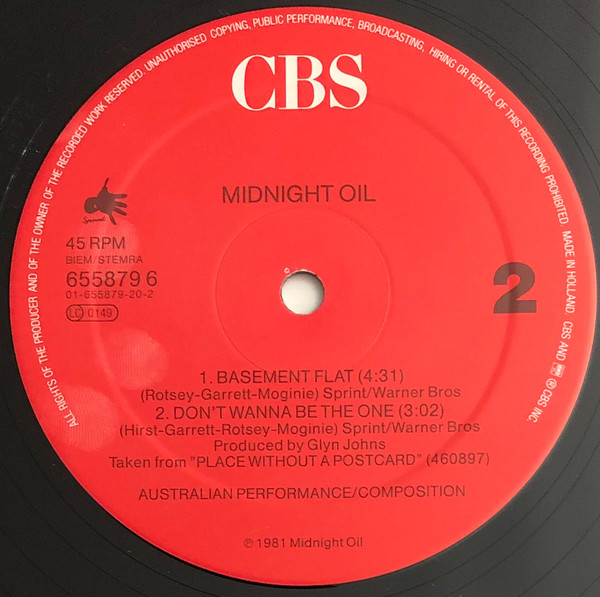 ALL RIGHTS OF THE PRODUCER AND OF THE OWNER OF THE RECORDED WORK RESERVED. UNAUTHORISED COPYING, PUBLIC PERFORMANCE, BROADCASTING, HIRING OR RENTAL OF THIS RECORDING PROHIBITED. MADE IN HOLLAND. CBS AND ℗ © CBS INC.
CBS
MIDNIGHT OIL
Sprint
45 RPM
BIEM/STEMRA
655879 6
01-655879-20-2
LC 0149
2
1. BASEMENT FLAT (4:31)
(Rotsey-Garrett-Moginie) Sprint/Warner Bros
2. DON'T WANNA BE THE ONE (3:02)
(Hirst-Garrett-Rotsey-Moginie) Sprint/Warner Bros
Produced by Glyn Johns
Taken from "PLACE WITHOUT A POSTCARD" (460897)
AUSTRALIAN PERFORMANCE/COMPOSITION
℗ 1981 Midnight Oil